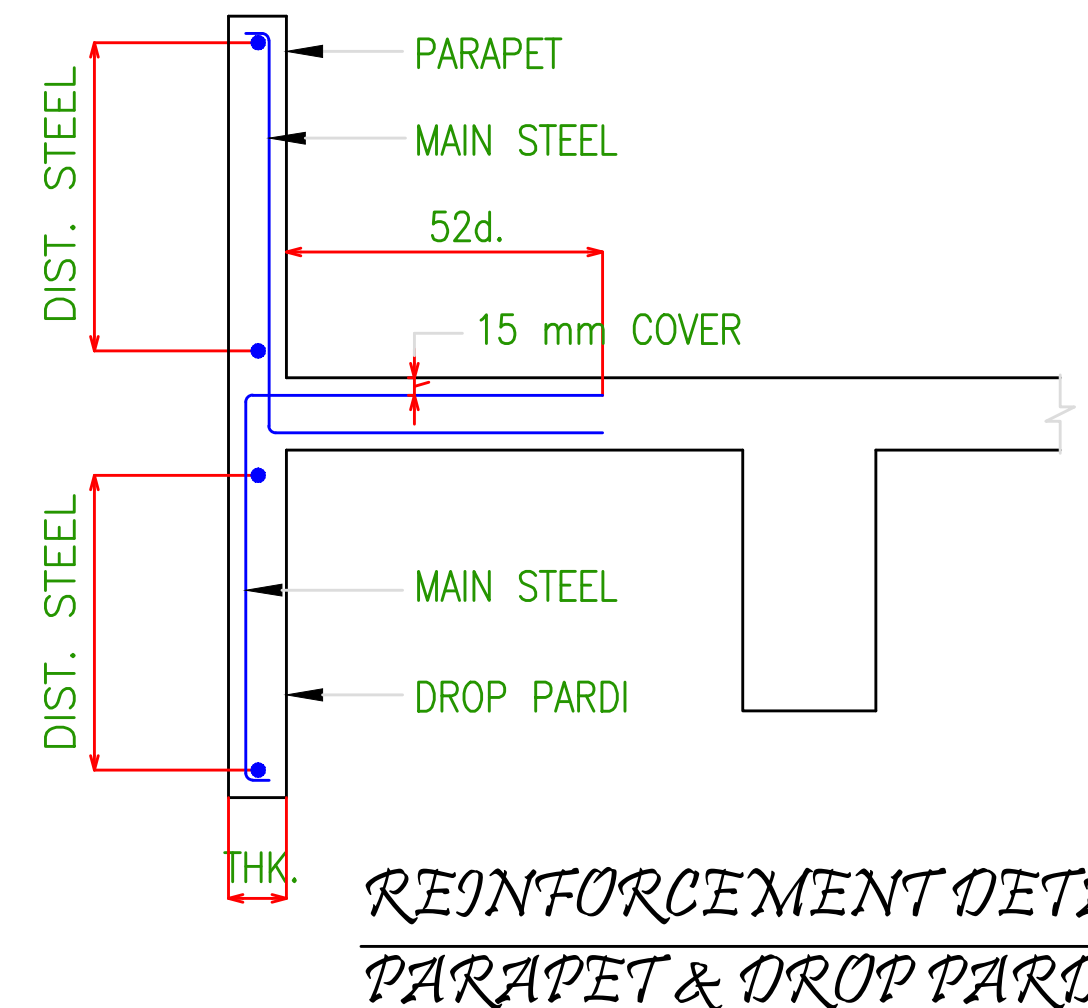 PARAPET
MAIN STEEL
DIST. STEEL
52d.
15 mm COVER
DIST. STEEL
MAIN STEEL
DROP PARDI
THK.
REINFORCEMENT
PARAPET & DROP